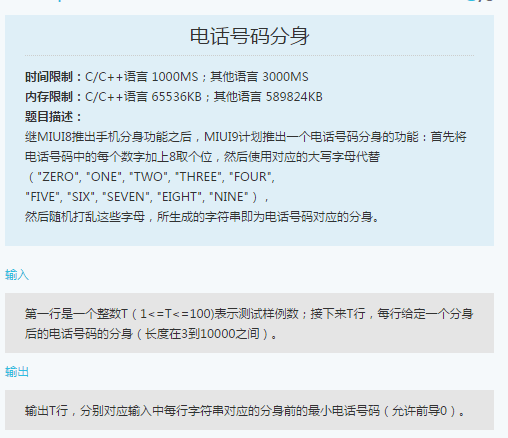 电话号码分身
时间限制：C/C++语言 1000MS；其他语言 3000MS
内存限制：C/C++语言 65536KB；其他语言 589824KB
题目描述：
继MIUI8推出手机分身功能之后，MIUI9计划推出一个电话号码分身的功能：首先将
电话号码中的每个数字加上8取个位，然后使用对应的大写字母代替
（"ZERO", "ONE", "TWO", "THREE", "FOUR",
"FIVE", "SIX", "SEVEN", "EIGHT", "NINE"），
然后随机打乱这些字母，所生成的字符串即为电话号码对应的分身。
输入
第一行是一个整数T（1<=T<=100)表示测试样例数；接下来T行，每行给定一个分身
后的电话号码的分身（长度在3到10000之间）。
输出
输出T行，分别对应输入中每行字符串对应的分身前的最小电话号码（允许前导0）。